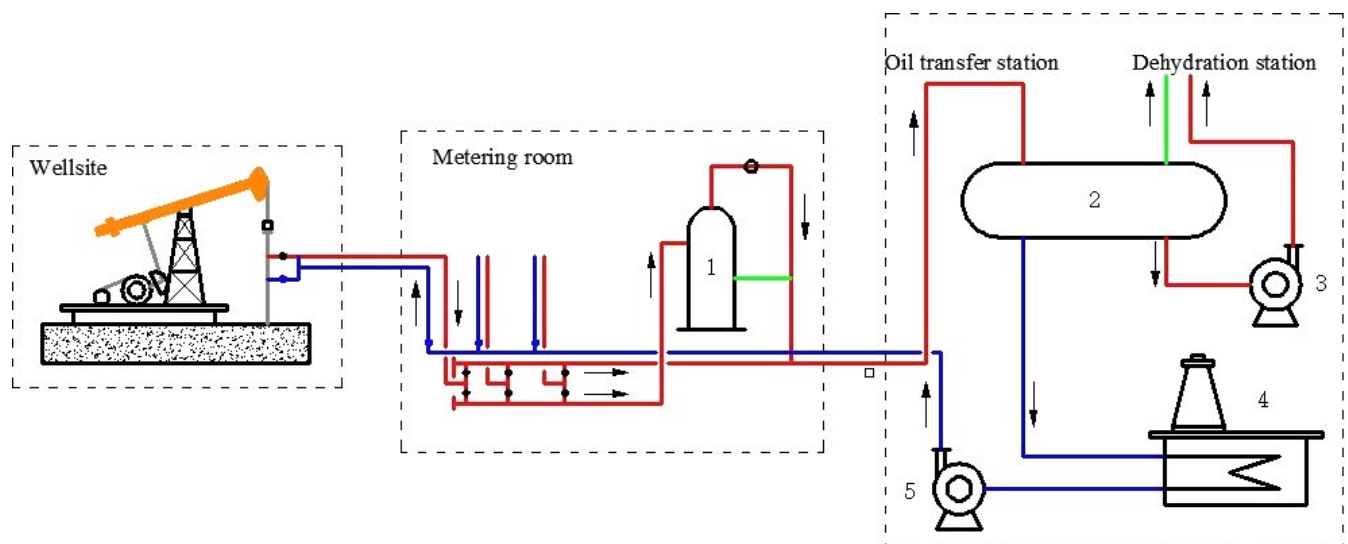 Oil transfer station
Dehydration station
Wellsite
Metering room
1
2
3
4
5